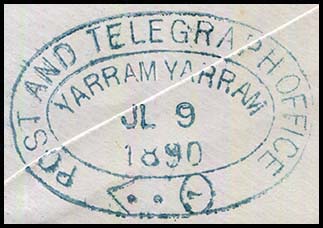 POST AND TELEGRAPH OFFICE
YARRAM YARRAM
JL 9
1890